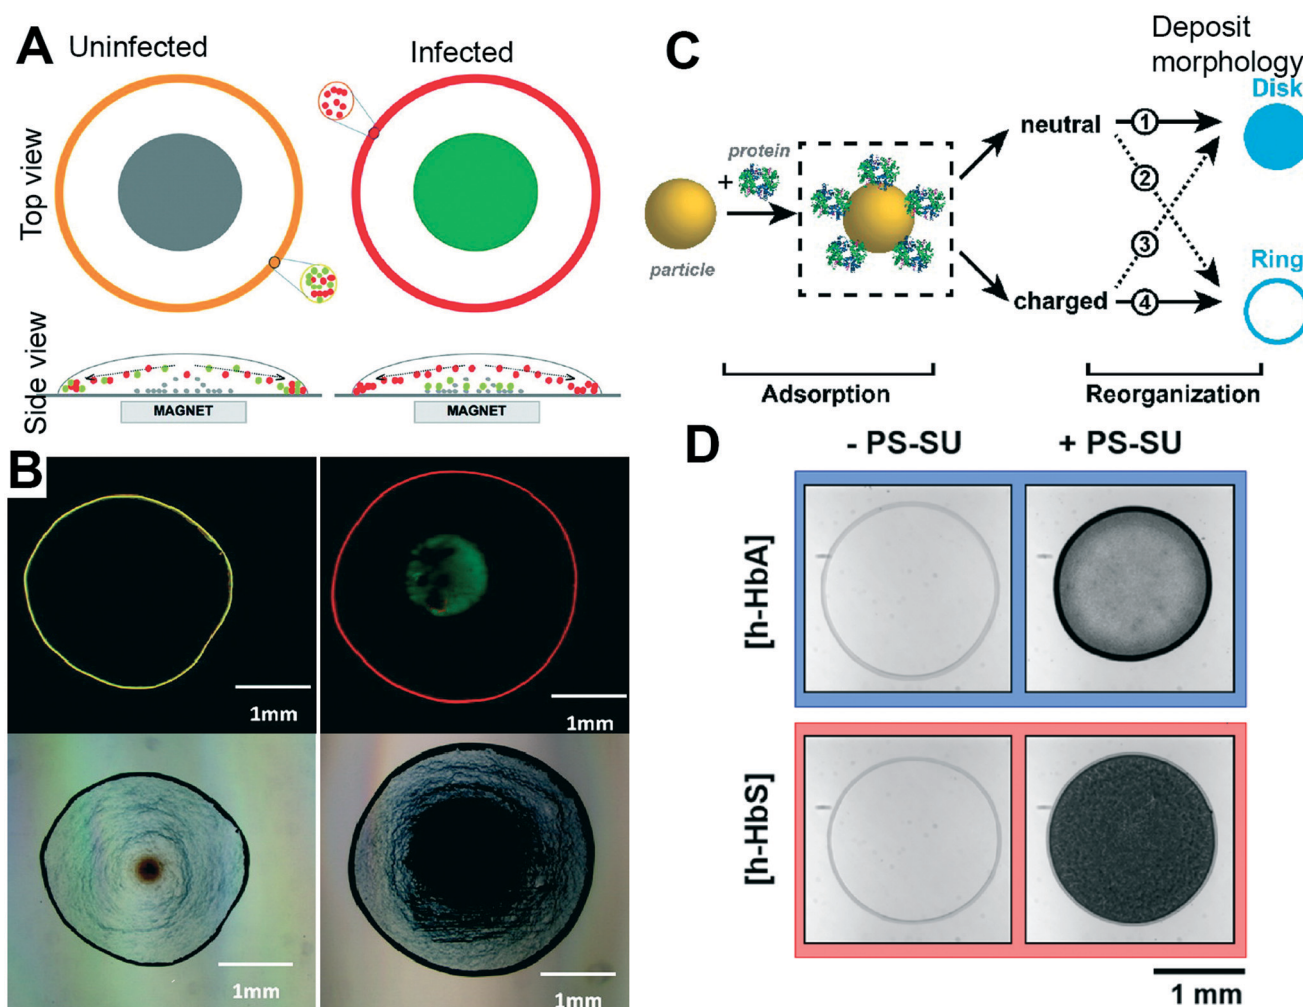 A
Uninfected
Infected
Top view
Side view
MAGNET
MAGNET
B
1mm
1mm
1mm
1mm
C
Deposit
morphology
Disk
neutral
1
protein
+
2
particle
3
Ring
charged
4
Adsorption
Reorganization
D
- PS-SU
+ PS-SU
[h-HbA]
[h-HbS]
1 mm